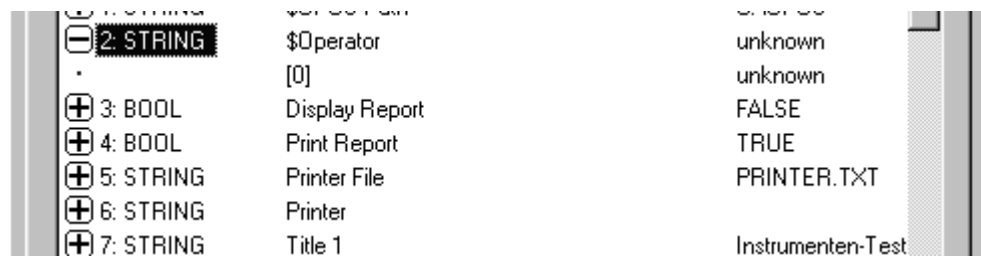 2: STRING $Operator unknown
[0] unknown
3: BOOL Display Report FALSE
4: BOOL Print Report TRUE
5: STRING Printer File PRINTER.TXT
6: STRING Printer
7: STRING Title 1 Instrumenten-Test